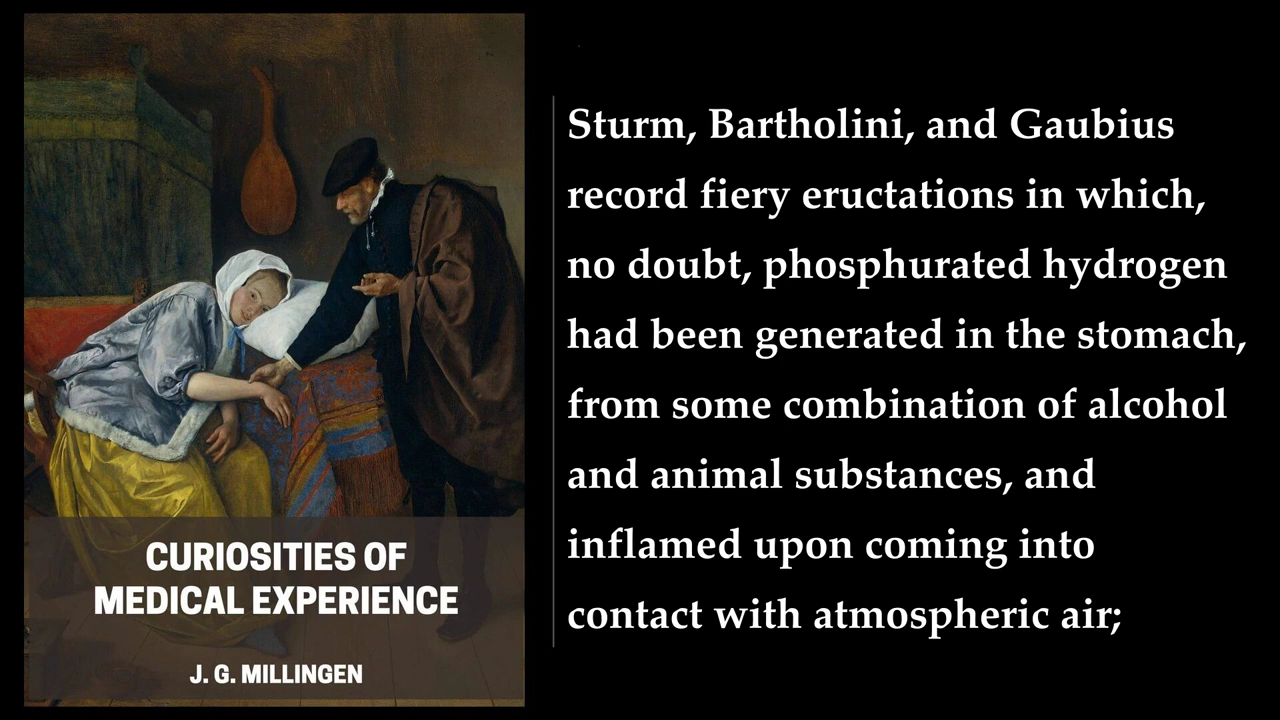 CURIOSITIES OF
MEDICAL EXPERIENCE
J. G. MILLINGEN
Sturm, Bartholini, and Gaubius
record fiery eructations in which,
no doubt, phosphurated hydrogen
had been generated in the stomach,
from some combination of alcohol
and animal substances, and
inflamed upon coming into
contact with atmospheric air;